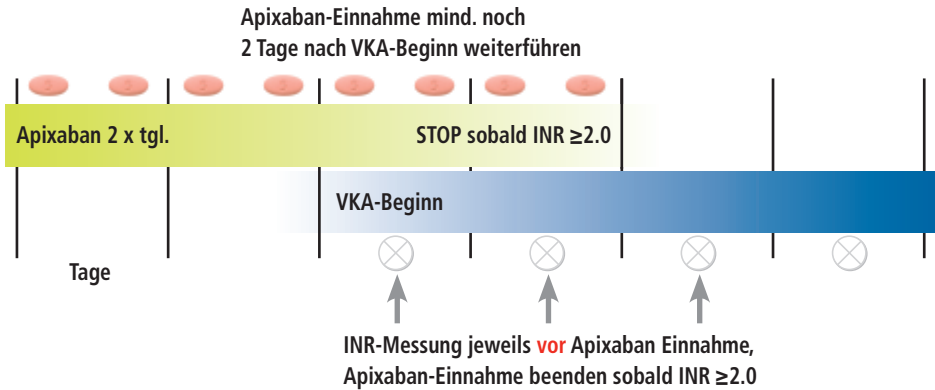 Apixaban-Einnahme mind. noch
2 Tage nach VKA-Beginn weiterführen
Apixaban 2 x tgl.
STOP sobald INR ≥2.0
VKA-Beginn
Tage
INR-Messung jeweils vor Apixaban Einnahme,
Apixaban-Einnahme beenden sobald INR ≥2.0